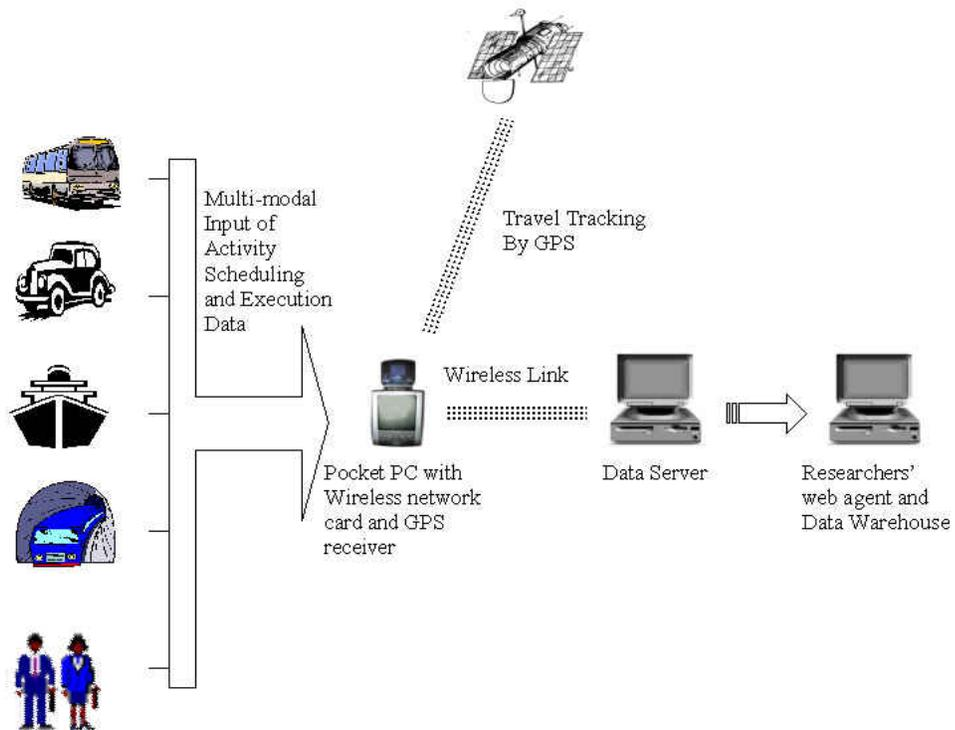 Multi-modal
Input of
Activity
Scheduling
and Execution
Data
Travel Tracking
By GPS
Wireless Link
Pocket PC with
Wireless network
card and GPS
receiver
Data Server
Researchers'
web agent and
Data Warehouse